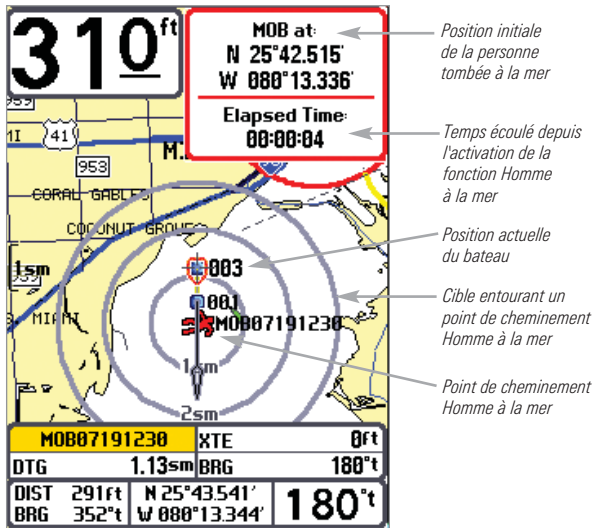 310 ft
MOB at:
N 25°42.515'
W 080°13.336'
Elapsed Time:
00:00:04
Position initiale
de la personne
tombée à la mer
Temps écoulé depuis
l'activation de la
fonction Homme
à la mer
Position actuelle
du bateau
Cible entourant un
point de cheminement
Homme à la mer
Point de cheminement
Homme à la mer
41
953
CORAL GABLES
COCONUT GROVE
1sm
003
001
MIAMI
MOB07191230
1sm
2sm
MOB07191230 XTE 0ft
DTG 1.13sm BRG 180°t
DIST 291ft N 25°43.541' 180°t
BRG 352°t W 080°13.344'